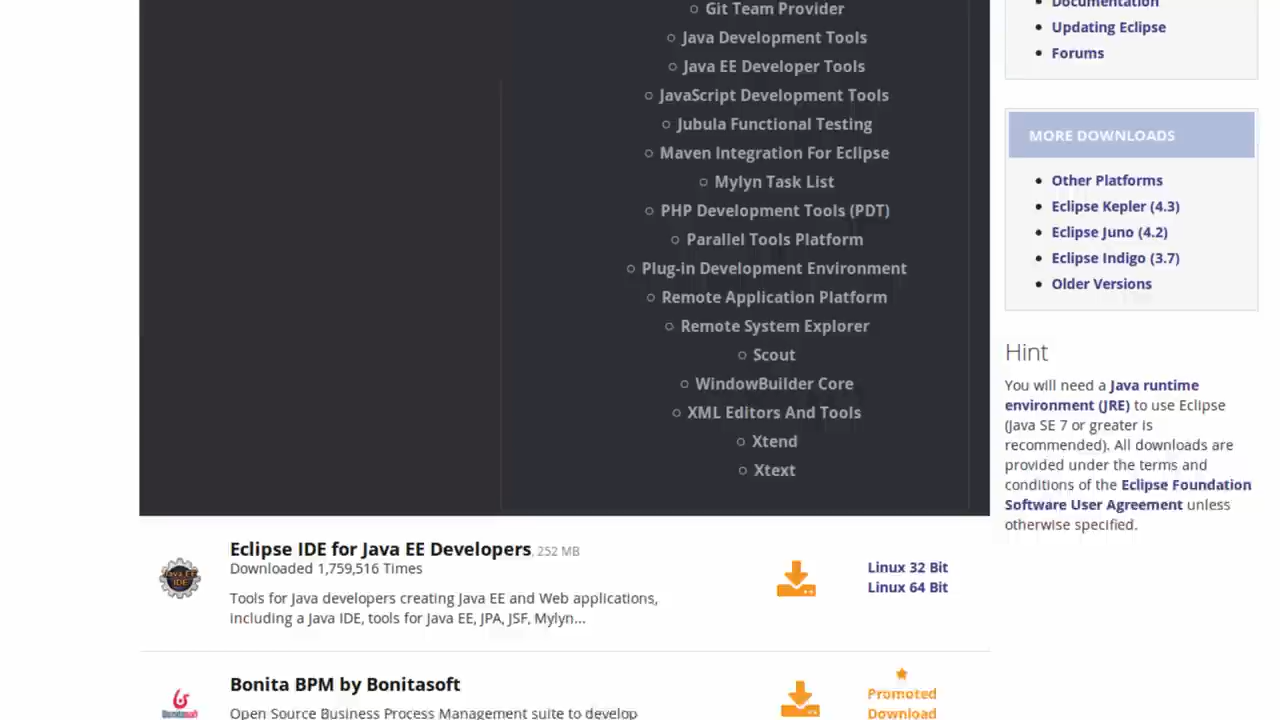 Git Team Provider
Java Development Tools
Java EE Developer Tools
JavaScript Development Tools
Jubula Functional Testing
Maven Integration For Eclipse
Mylyn Task List
PHP Development Tools (PDT)
Parallel Tools Platform
Plug-in Development Environment
Remote Application Platform
Remote System Explorer
Scout
WindowBuilder Core
XML Editors And Tools
Xtend
Xtext
Eclipse IDE for Java EE Developers, 252 MB
Downloaded 1,759,516 Times
Tools for Java developers creating Java EE and Web applications,
including a Java IDE, tools for Java EE, JPA, JSF, Mylyn...
Java EE
IDE
Linux 32 Bit
Linux 64 Bit
Bonita BPM by Bonitasoft
Open Source Business Process Management suite to develop
Bonitasoft
Promoted
Download
Documentation
Updating Eclipse
Forums
MORE DOWNLOADS
Other Platforms
Eclipse Kepler (4.3)
Eclipse Juno (4.2)
Eclipse Indigo (3.7)
Older Versions
Hint
You will need a Java runtime
environment (JRE) to use Eclipse
(Java SE 7 or greater is
recommended). All downloads are
provided under the terms and
conditions of the Eclipse Foundation
Software User Agreement unless
otherwise specified.